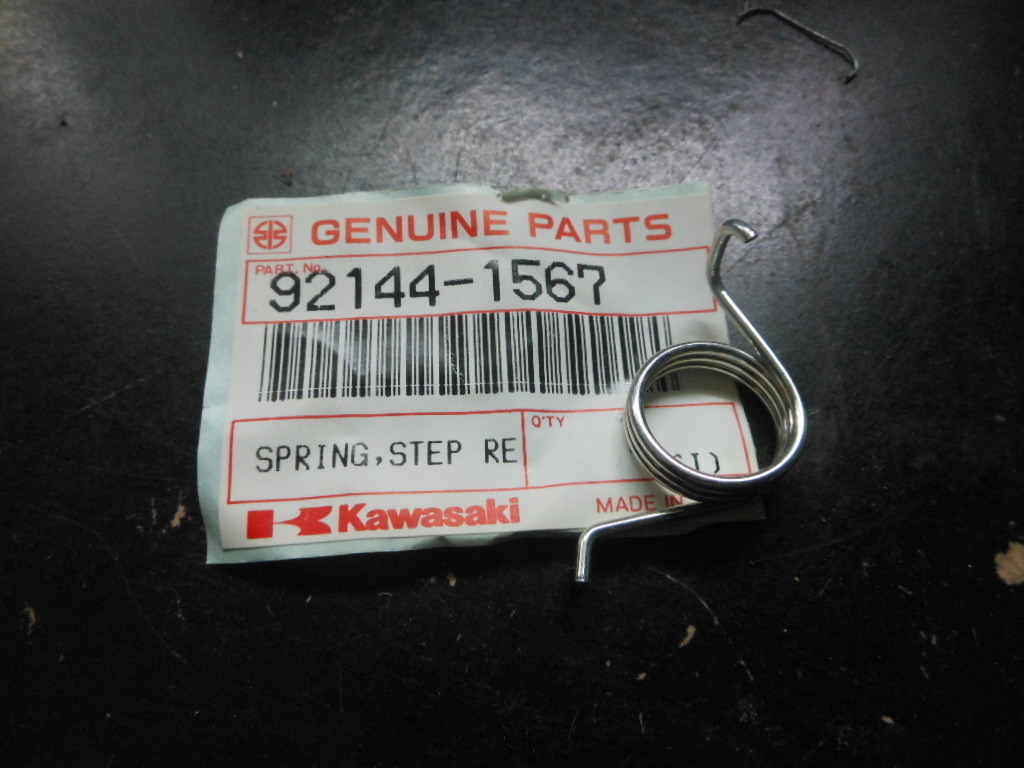 GENUINE PARTS
PART. No.
92144-1567
SPRING,STEP RE
Q'TY
Kawasaki
MADE IN